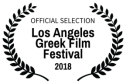 OFFICIAL SELECTION
Los Angeles
Greek Film
Festival
2018